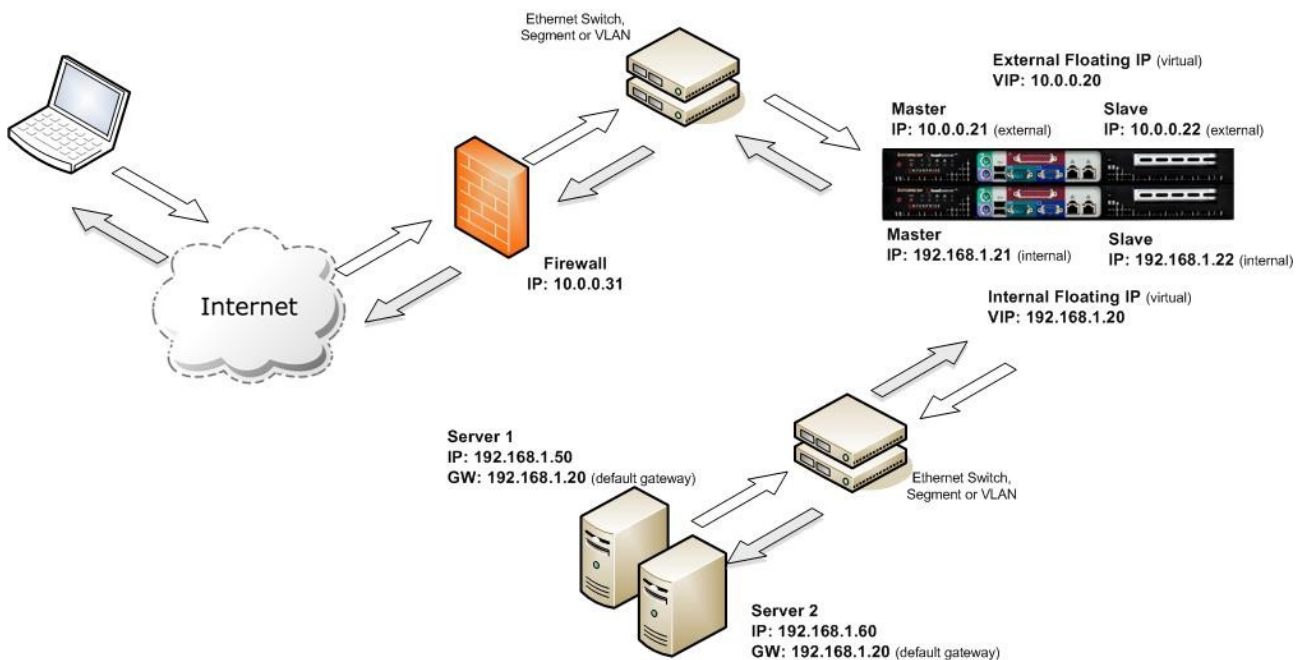 Ethernet Switch,
Segment or VLAN
External Floating IP (virtual)
VIP: 10.0.0.20
Master
IP: 10.0.0.21 (external)
Slave
IP: 10.0.0.22 (external)
Master
IP: 192.168.1.21 (internal)
Slave
IP: 192.168.1.22 (internal)
Firewall
IP: 10.0.0.31
Internet
Internal Floating IP (virtual)
VIP: 192.168.1.20
Server 1
IP: 192.168.1.50
GW: 192.168.1.20 (default gateway)
Ethernet Switch,
Segment or VLAN
Server 2
IP: 192.168.1.60
GW: 192.168.1.20 (default gateway)